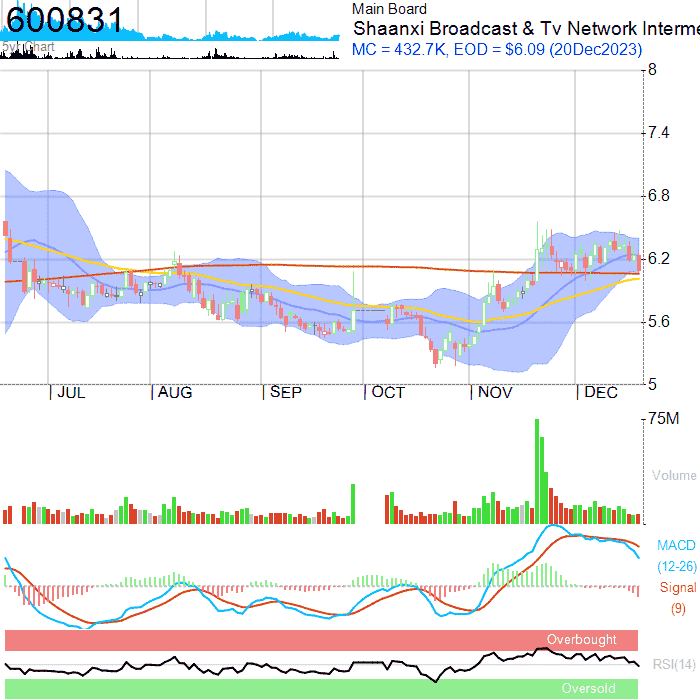 600831
5yr Chart
Main Board
Shaanxi Broadcast & Tv Network Interme
MC = 432.7K, EOD = $6.09 (20Dec2023)
8
7.4
6.8
6.2
5.6
5
JUL AUG SEP OCT NOV DEC
75M
Volume
MACD
(12-26)
Signal
(9)
Overbought
RSI(14)
Oversold